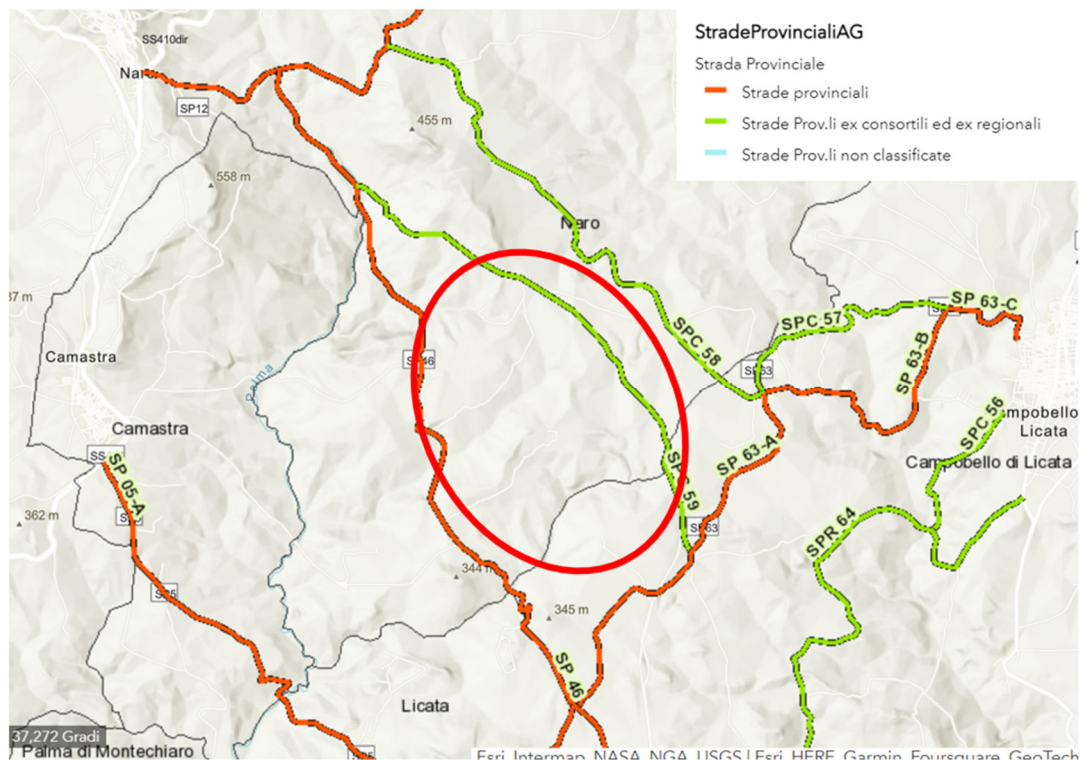 StradeProvincialiAG
Strada Provinciale
Strade provinciali
Strade Prov.li ex consortili ed ex regionali
Strade Prov.li non classificate
SS410dir
SP12
455 m
558 m
Naro
SPC 58
SPC 57
SP 63-C
SP 63-B
SPC 56
Licata
Campobello di Licata
Camastra
Palma
Camastra
SP 05-A
362 m
SPC 59
SP 63-A
SPR 64
344 m
345 m
SP 46
Licata
37,272 Gradi
Palma di Montechiaro
Esri, Intermap, NASA, NGA, USGS | Esri, HERE, Garmin, Foursquare, GeoTech